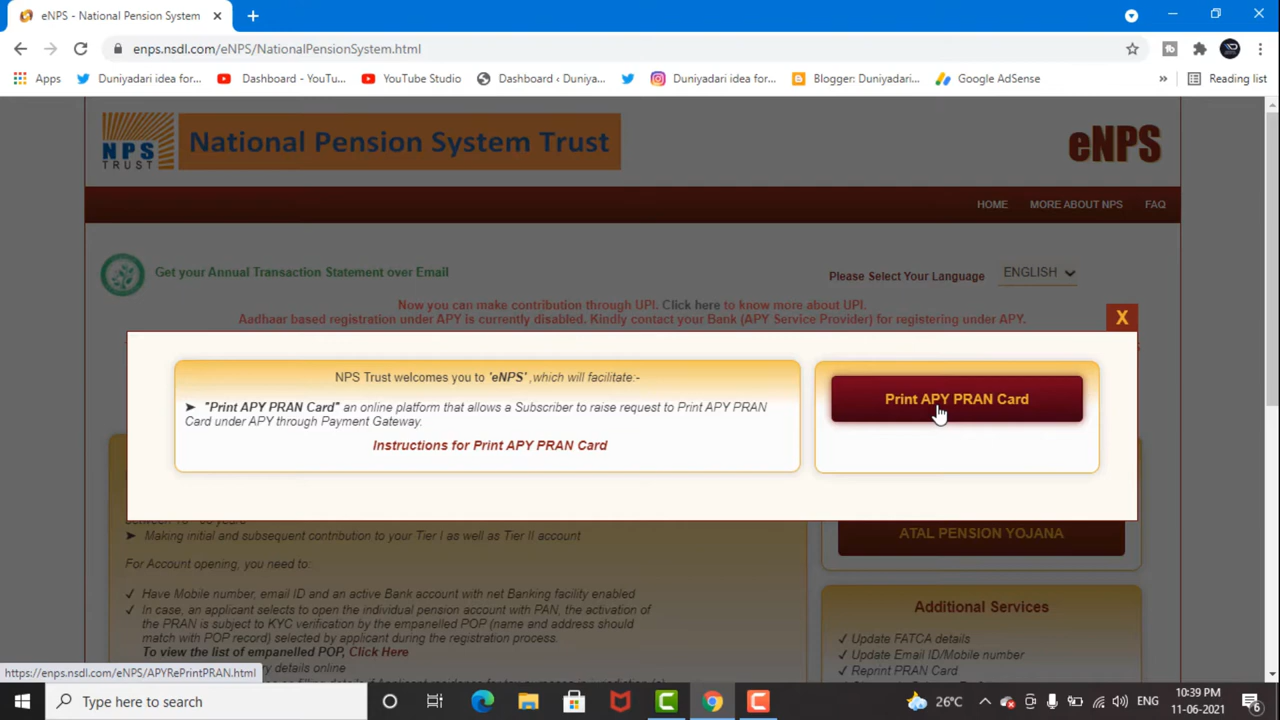 eNPS - National Pension System
enps.nsdl.com/eNPS/NationalPensionSystem.html
Apps
Duniyadari idea for...
Dashboard - YouTu...
YouTube Studio
Dashboard ‹ Duniya...
Duniyadari idea for...
Blogger: Duniyadari...
Google AdSense
»
Reading list
NPS
TRUST
National Pension System Trust
eNPS
HOME
MORE ABOUT NPS
FAQ
Get your Annual Transaction Statement over Email
Please Select Your Language
ENGLISH
Now you can make contribution through UPI. Click here to know more about UPI.
Aadhaar based registration under APY is currently disabled. Kindly contact your Bank (APY Service Provider) for registering under APY.
X
NPS Trust welcomes you to 'eNPS' ,which will facilitate:-
➤ "Print APY PRAN Card" an online platform that allows a Subscriber to raise request to Print APY PRAN
Card under APY through Payment Gateway.
Instructions for Print APY PRAN Card
Print APY PRAN Card
➤ Making initial and subsequent contribution to your Tier I as well as Tier II account
ATAL PENSION YOJANA
For Account opening, you need to:
✓ Have Mobile number, email ID and an active Bank account with net Banking facility enabled
✓ In case, an applicant selects to open the individual pension account with PAN, the activation of
the PRAN is subject to KYC verification by the empanelled POP (name and address should
match with POP record) selected by applicant during the registration process.
To view the list of empanelled POP, Click Here
Additional Services
✓ Update FATCA details
✓ Update Email ID/Mobile number
✓ Reprint PRAN Card
https://enps.nsdl.com/eNPS/APYRePrintPRAN.html
details online
Type here to search
26°C
ENG
10:39 PM
11-06-2021
6